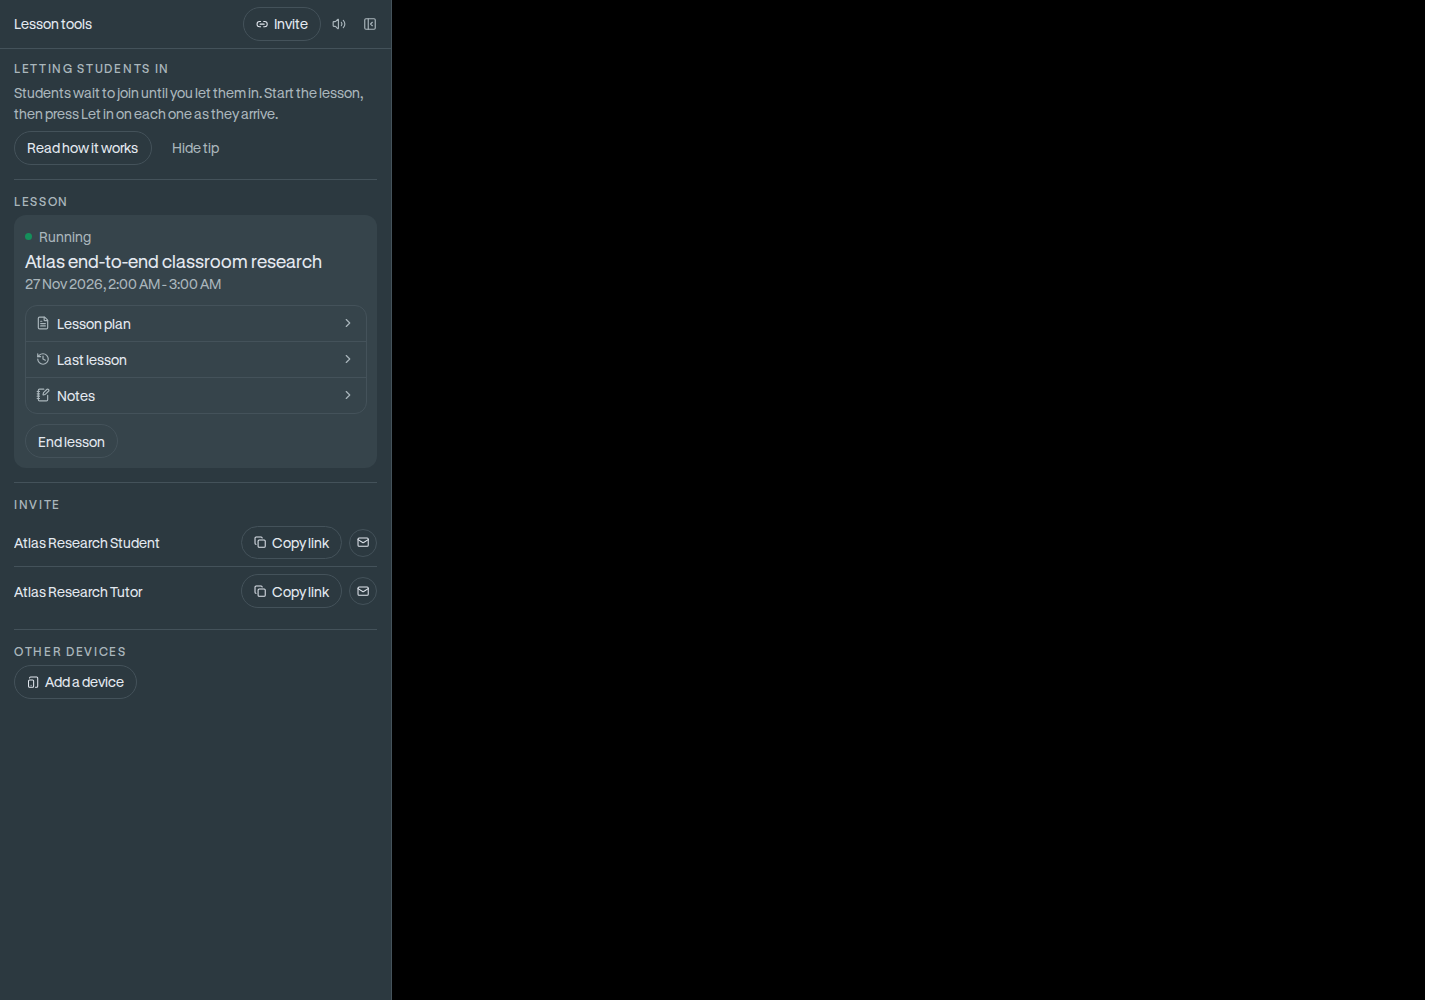 Lesson tools
Invite
LETTING STUDENTS IN
Students wait to join until you let them in. Start the lesson,
then press Let in on each one as they arrive.
Read how it works
Hide tip
LESSON
Running
Atlas end-to-end classroom research
27 Nov 2026, 2:00 AM - 3:00 AM
Lesson plan
Last lesson
Notes
End lesson
INVITE
Atlas Research Student
Copy link
Atlas Research Tutor
Copy link
OTHER DEVICES
Add a device